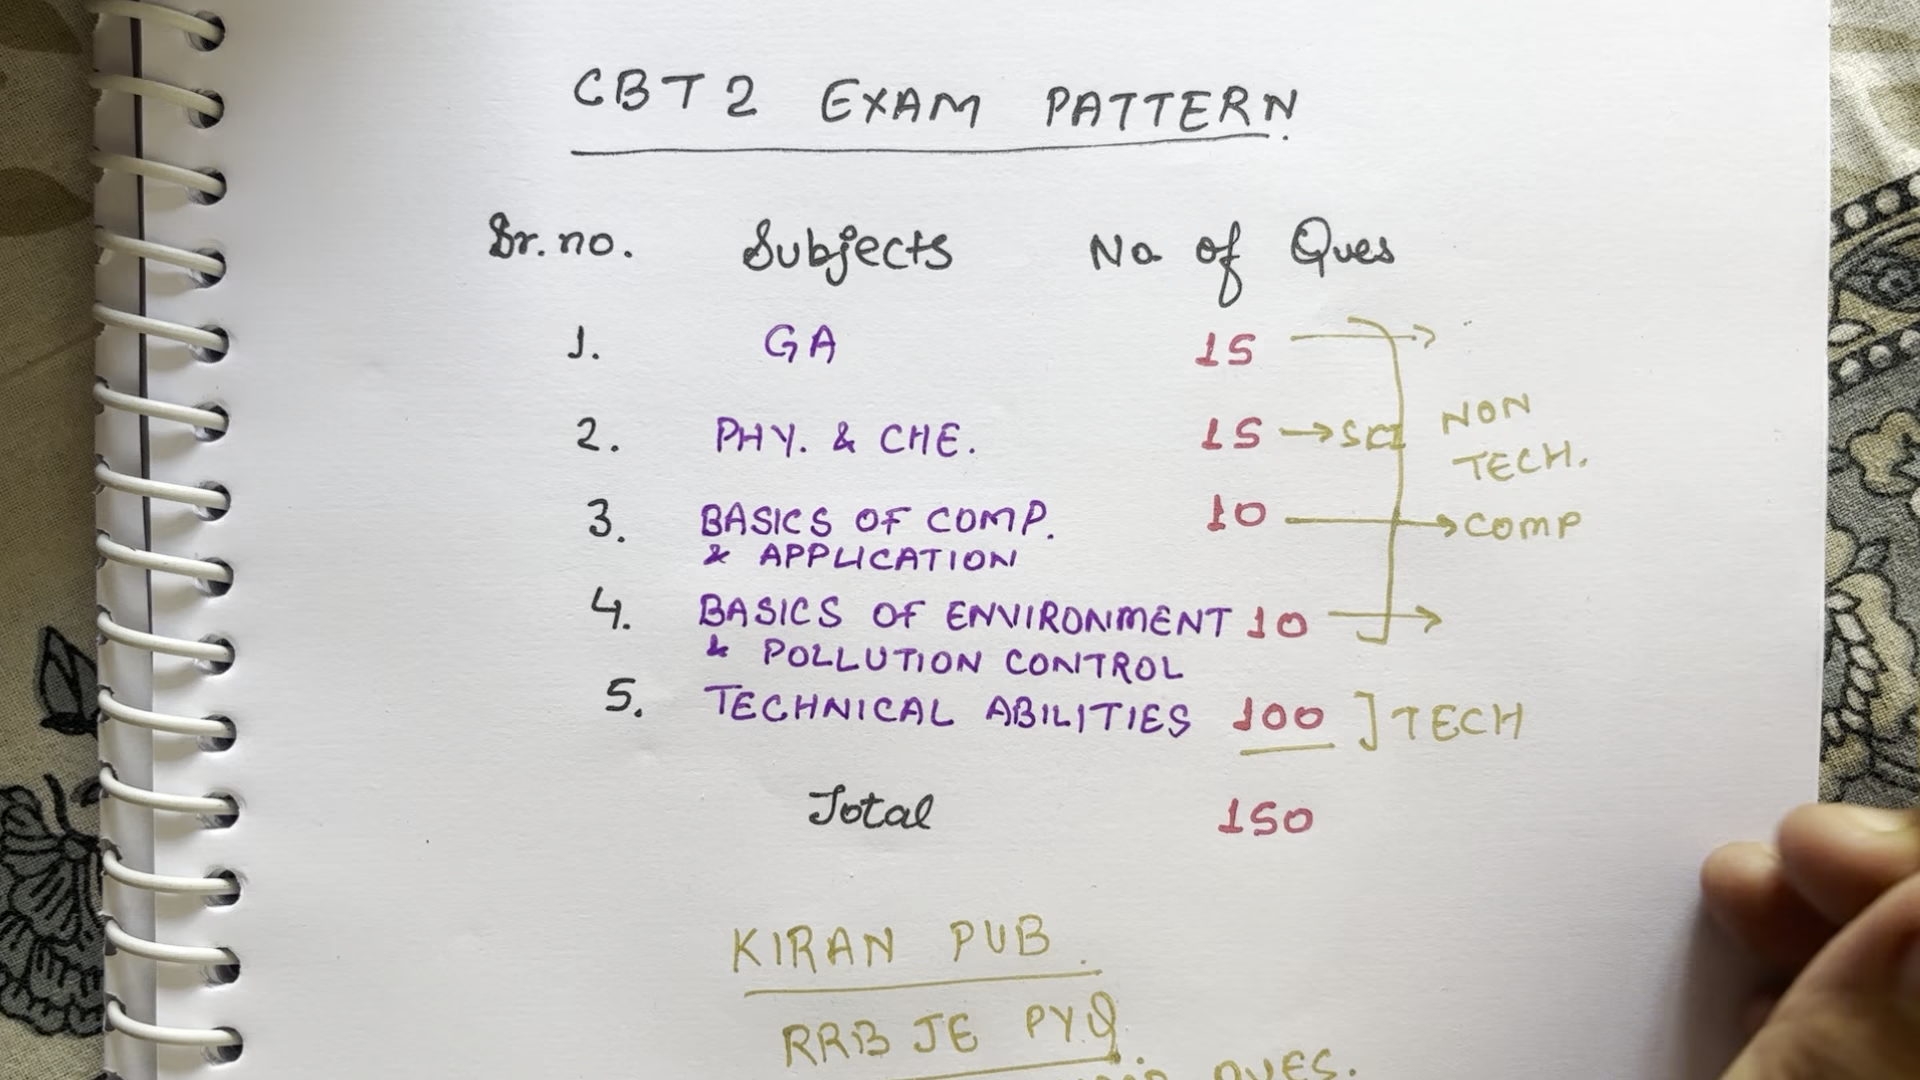 CBT 2 EXAM PATTERN.
Sr. no. Subjects No. of Ques
1. GA 15
2. PHY. & CHE. 15 → SCI
NON
TECH.
3. BASICS OF COMP. 10 → COMP
& APPLICATION
4. BASICS OF ENVIRONMENT 10 →
& POLLUTION CONTROL
5. TECHNICAL ABILITIES 100 ] TECH
Total 150
KIRAN PUB.
RRB JE PYQ.
QUES.